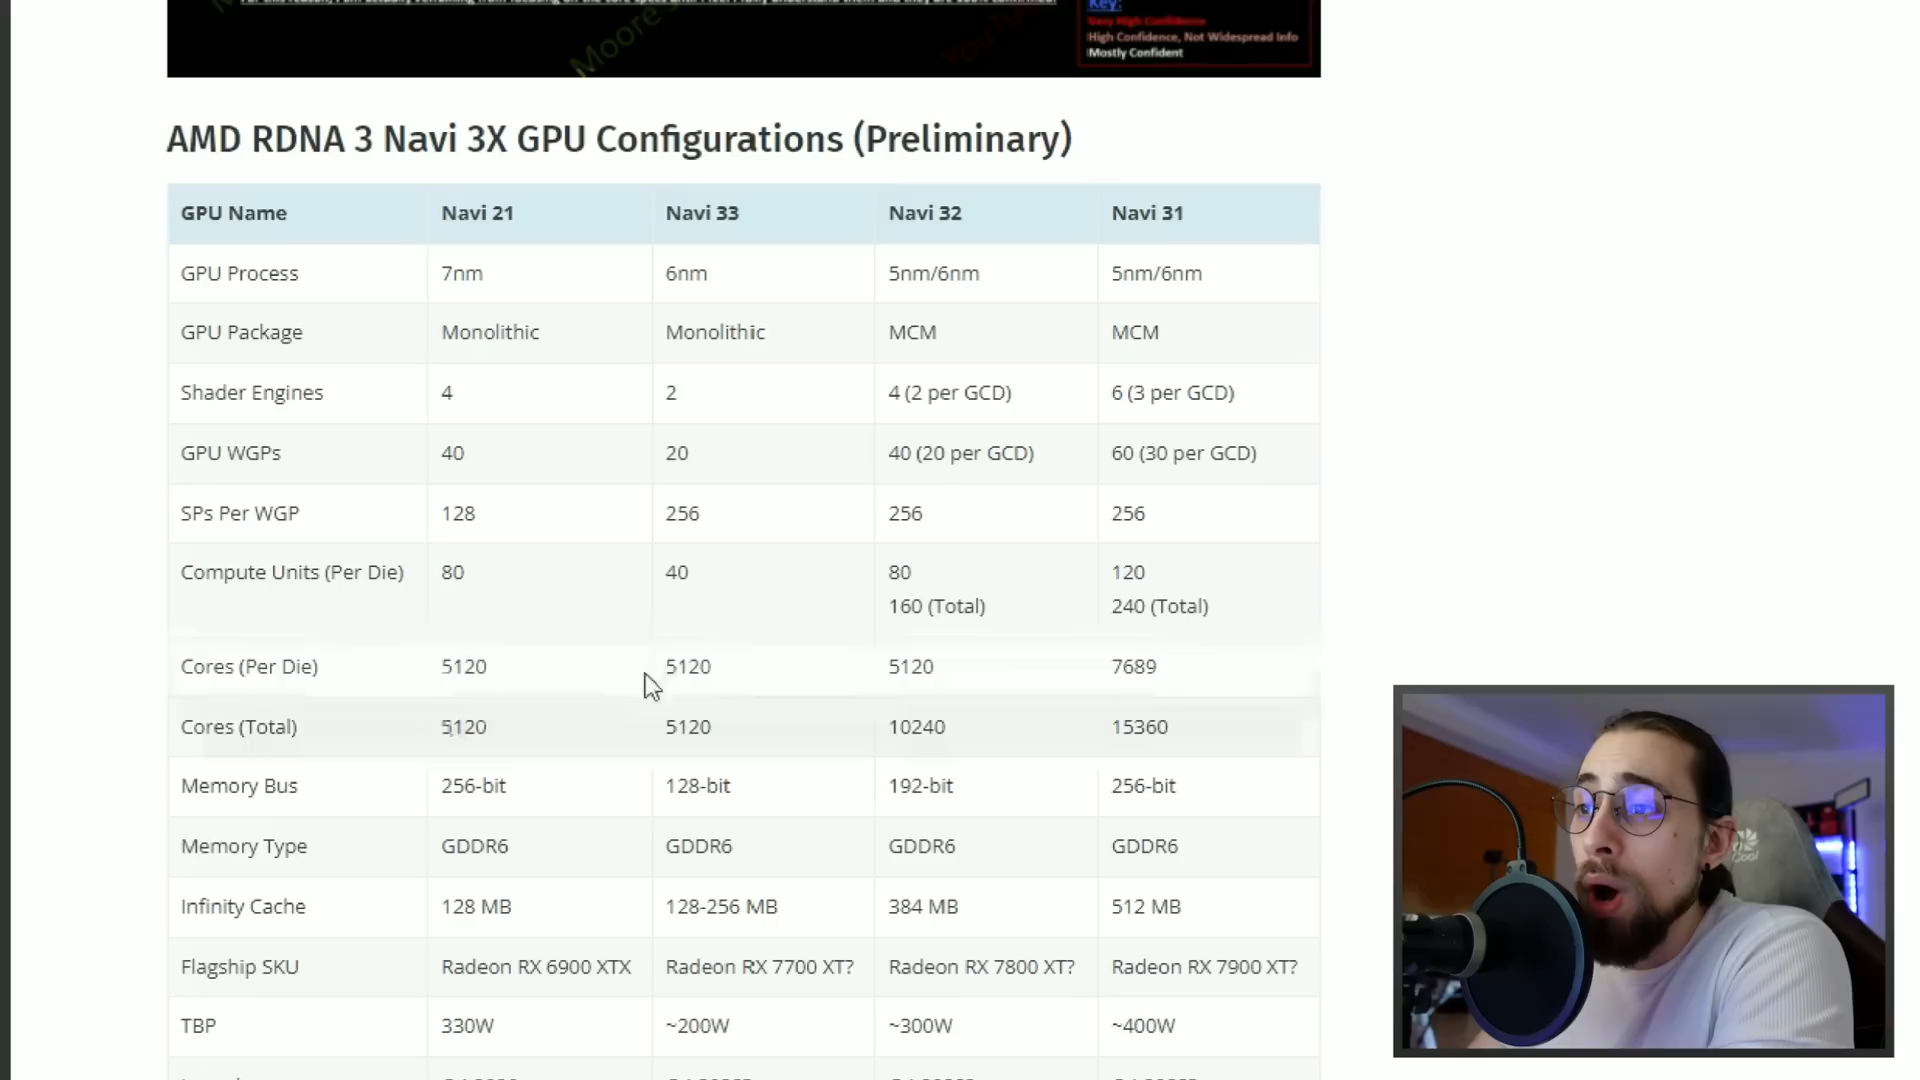 Key:
Very High Confidence
High Confidence, Not Widespread Info
Mostly Confident
Moore's
AMD RDNA 3 Navi 3X GPU Configurations (Preliminary)
GPU Name Navi 21 Navi 33 Navi 32 Navi 31
GPU Process 7nm 6nm 5nm/6nm 5nm/6nm
GPU Package Monolithic Monolithic MCM MCM
Shader Engines 4 2 4 (2 per GCD) 6 (3 per GCD)
GPU WGPs 40 20 40 (20 per GCD) 60 (30 per GCD)
SPs Per WGP 128 256 256 256
Compute Units (Per Die) 80 40 80 120
160 (Total) 240 (Total)
Cores (Per Die) 5120 5120 5120 7689
Cores (Total) 5120 5120 10240 15360
Memory Bus 256-bit 128-bit 192-bit 256-bit
Memory Type GDDR6 GDDR6 GDDR6 GDDR6
Infinity Cache 128 MB 128-256 MB 384 MB 512 MB
Flagship SKU Radeon RX 6900 XTX Radeon RX 7700 XT? Radeon RX 7800 XT? Radeon RX 7900 XT?
TBP 330W ~200W ~300W ~400W
Cool